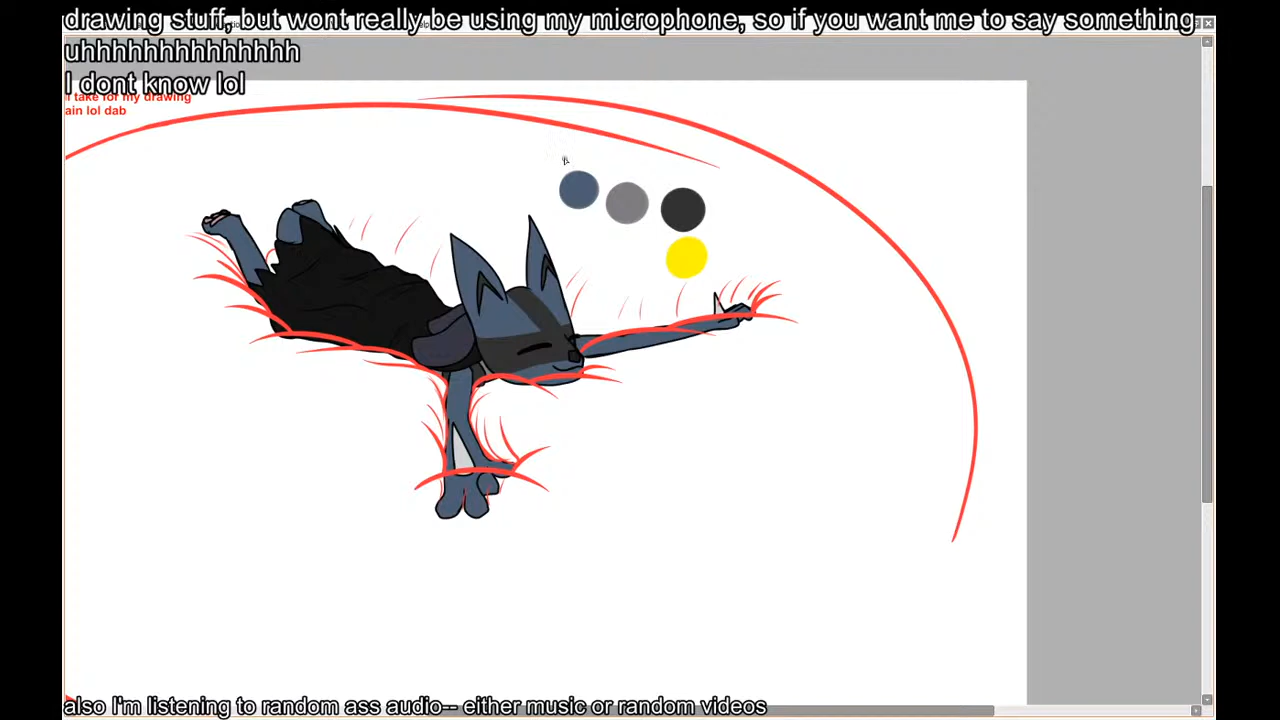 drawing stuff, but wont really be using my microphone, so if you want me to say something
uhhhhhhhhhhhhhhh
I dont know lol
I take for my drawing
ain lol dab
also I'm listening to random ass audio-- either music or random videos